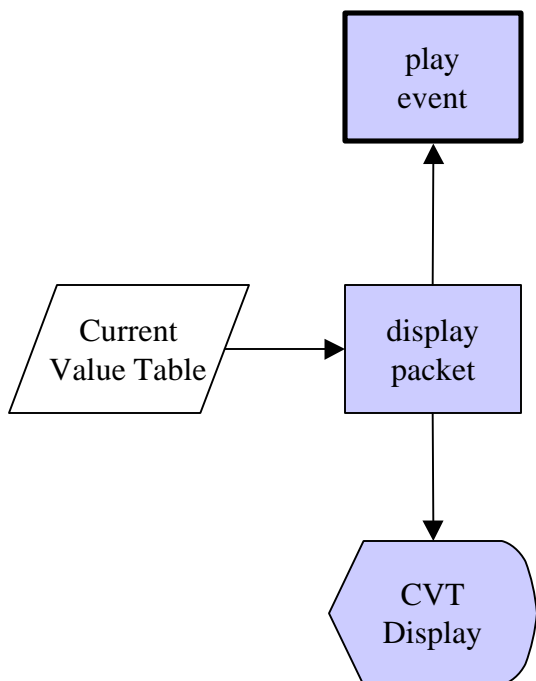 play
event
Current
Value Table
display
packet
CVT
Display